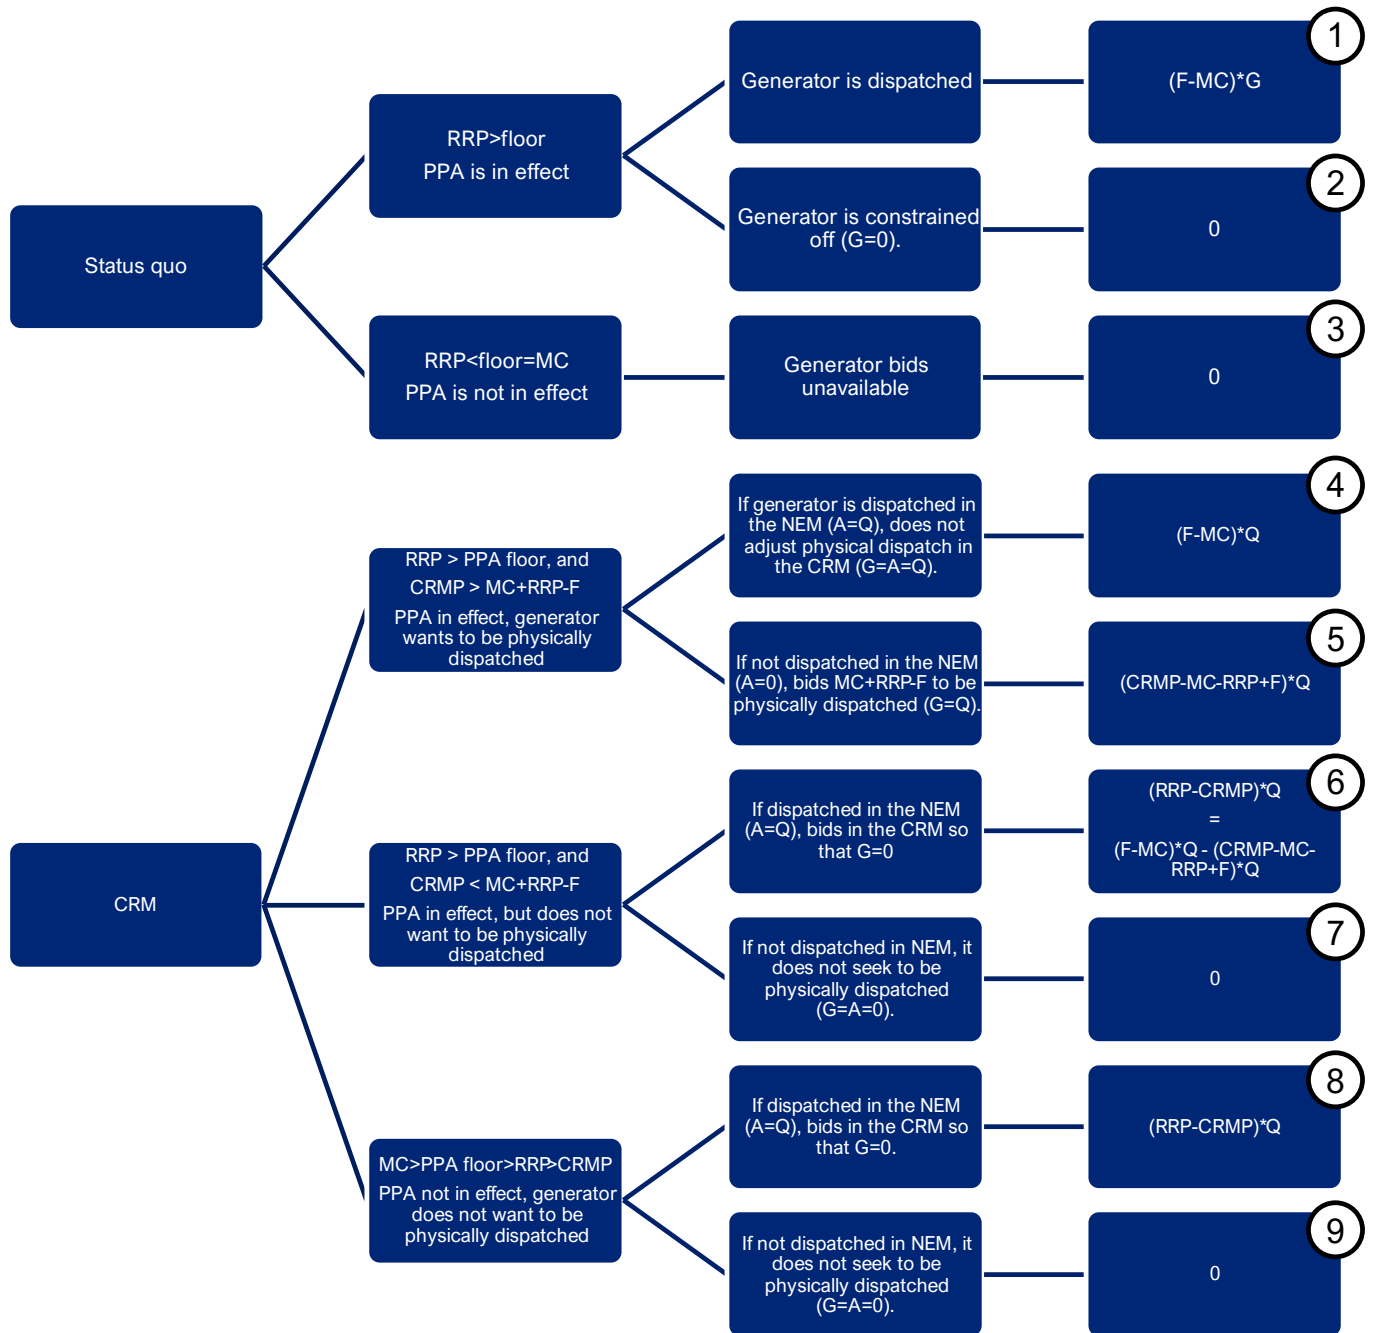 Status quo
RRP>floor
PPA is in effect
Generator is dispatched
(F-MC)*G
1
Generator is constrained
off (G=0).
0
2
RRP<floor=MC
PPA is not in effect
Generator bids
unavailable
0
3
CRM
RRP > PPA floor, and
CRMP > MC+RRP-F
PPA in effect, generator
wants to be physically
dispatched
If generator is dispatched in
the NEM (A=Q), does not
adjust physical dispatch in
the CRM (G=A=Q).
(F-MC)*Q
4
If not dispatched in the NEM
(A=0), bids MC+RRP-F to be
physically dispatched (G=Q).
(CRMP-MC-RRP+F)*Q
5
RRP > PPA floor, and
CRMP < MC+RRP-F
PPA in effect, but does not
want to be physically
dispatched
If dispatched in the NEM
(A=Q), bids in the CRM so
that G=0
(RRP-CRMP)*Q
=
(F-MC)*Q - (CRMP-MC-
RRP+F)*Q
6
If not dispatched in NEM, it
does not seek to be
physically dispatched
(G=A=0).
0
7
MC>PPA floor>RRP>CRMP
PPA not in effect, generator
does not want to be
physically dispatched
If dispatched in the NEM
(A=Q), bids in the CRM so
that G=0.
(RRP-CRMP)*Q
8
If not dispatched in NEM, it
does not seek to be
physically dispatched
(G=A=0).
0
9